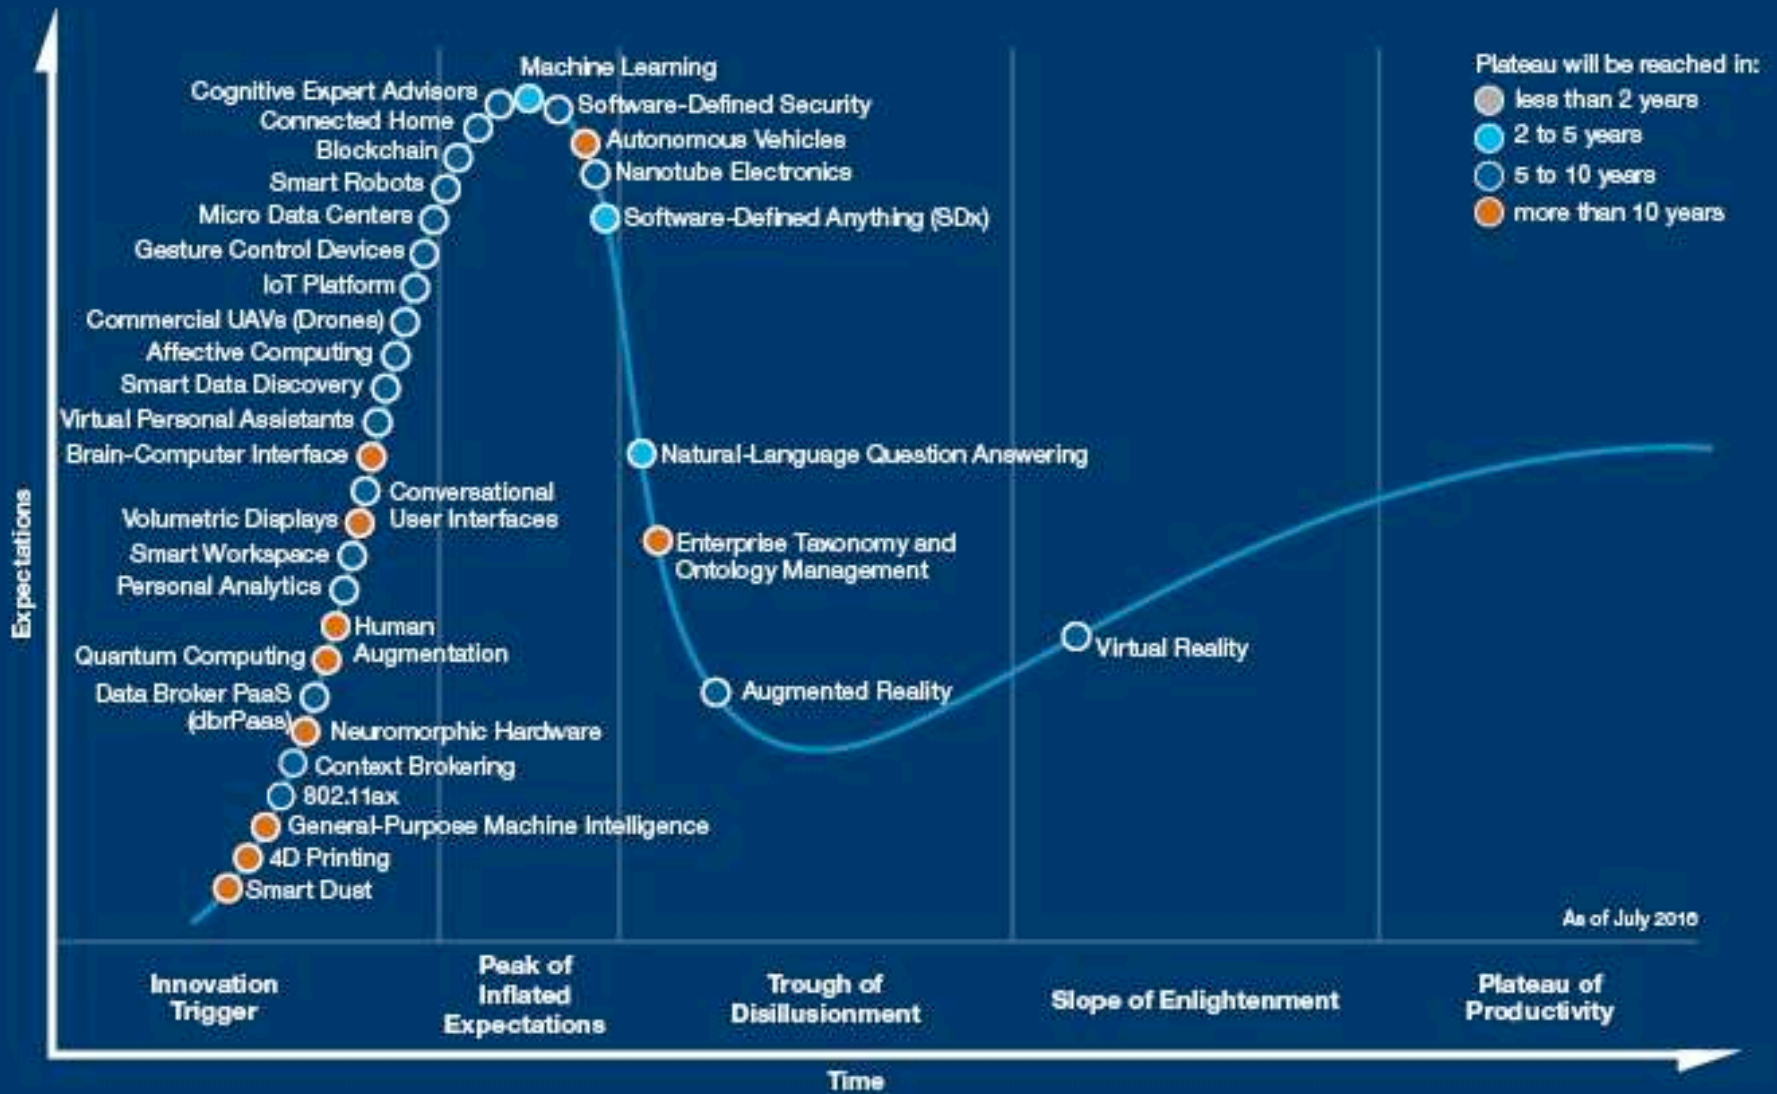 Machine Learning
Cognitive Expert Advisors
Software-Defined Security
Connected Home
Autonomous Vehicles
Blockchain
Nanotube Electronics
Smart Robots
Micro Data Centers
Software-Defined Anything (SDx)
Gesture Control Devices
IoT Platform
Commercial UAVs (Drones)
Affective Computing
Smart Data Discovery
Virtual Personal Assistants
Brain-Computer Interface
Natural-Language Question Answering
Conversational
User Interfaces
Volumetric Displays
Smart Workspace
Enterprise Taxonomy and
Ontology Management
Personal Analytics
Human
Augmentation
Quantum Computing
Data Broker PaaS
(dbrPaas)
Neuromorphic Hardware
Context Brokering
802.11ax
General-Purpose Machine Intelligence
4D Printing
Smart Dust
Augmented Reality
Virtual Reality
Plateau will be reached in:
less than 2 years
2 to 5 years
5 to 10 years
more than 10 years
As of July 2016
Expectations
Innovation
Trigger
Peak of
Inflated
Expectations
Trough of
Disillusionment
Slope of Enlightenment
Plateau of
Productivity
Time